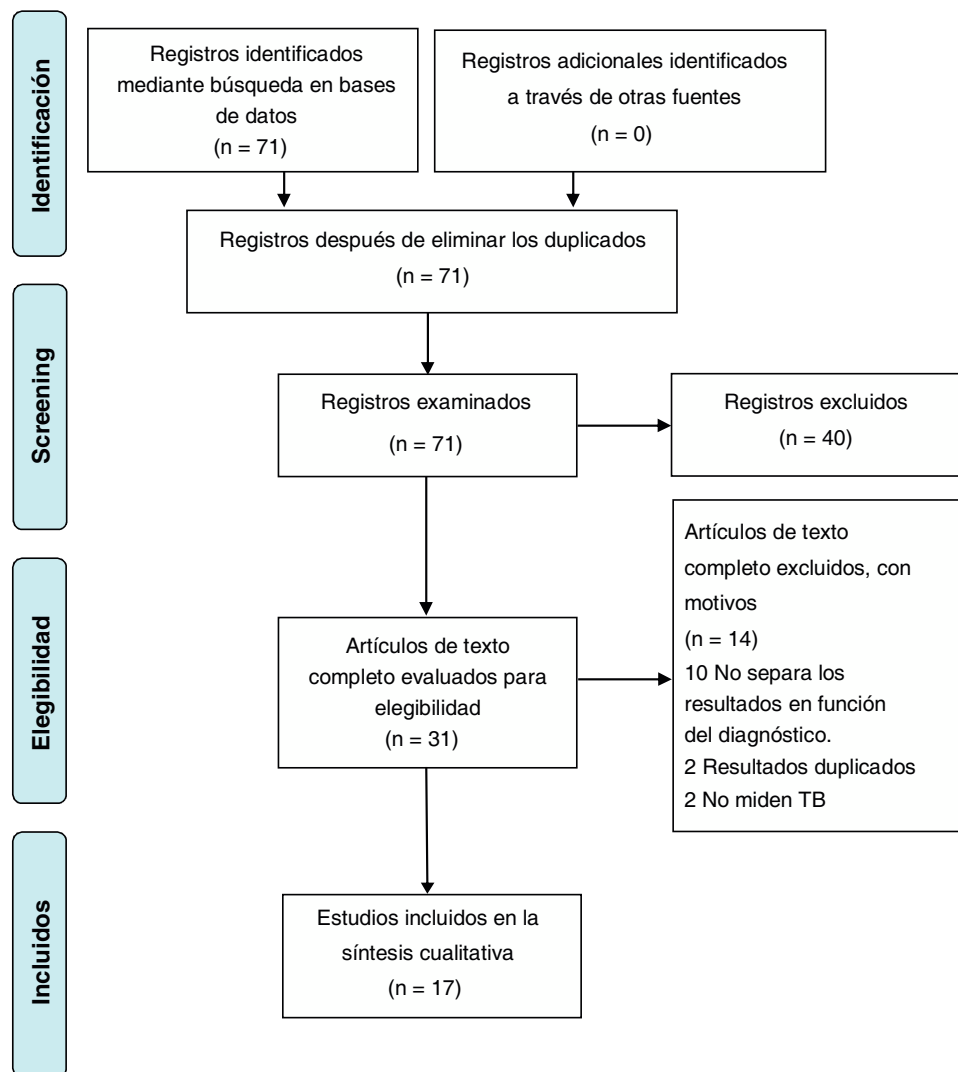 Identificación
Registros identificados
mediante búsqueda en bases
de datos
(n = 71)
Registros adicionales identificados
a través de otras fuentes
(n = 0)
Registros después de eliminar los duplicados
(n = 71)
Screening
Registros examinados
(n = 71)
Registros excluidos
(n = 40)
Elegibilidad
Artículos de texto
completo evaluados para
elegibilidad
(n = 31)
Artículos de texto
completo excluidos, con
motivos
(n = 14)
10 No separa los
resultados en función
del diagnóstico.
2 Resultados duplicados
2 No miden TB
Incluidos
Estudios incluidos en la
síntesis cualitativa
(n = 17)